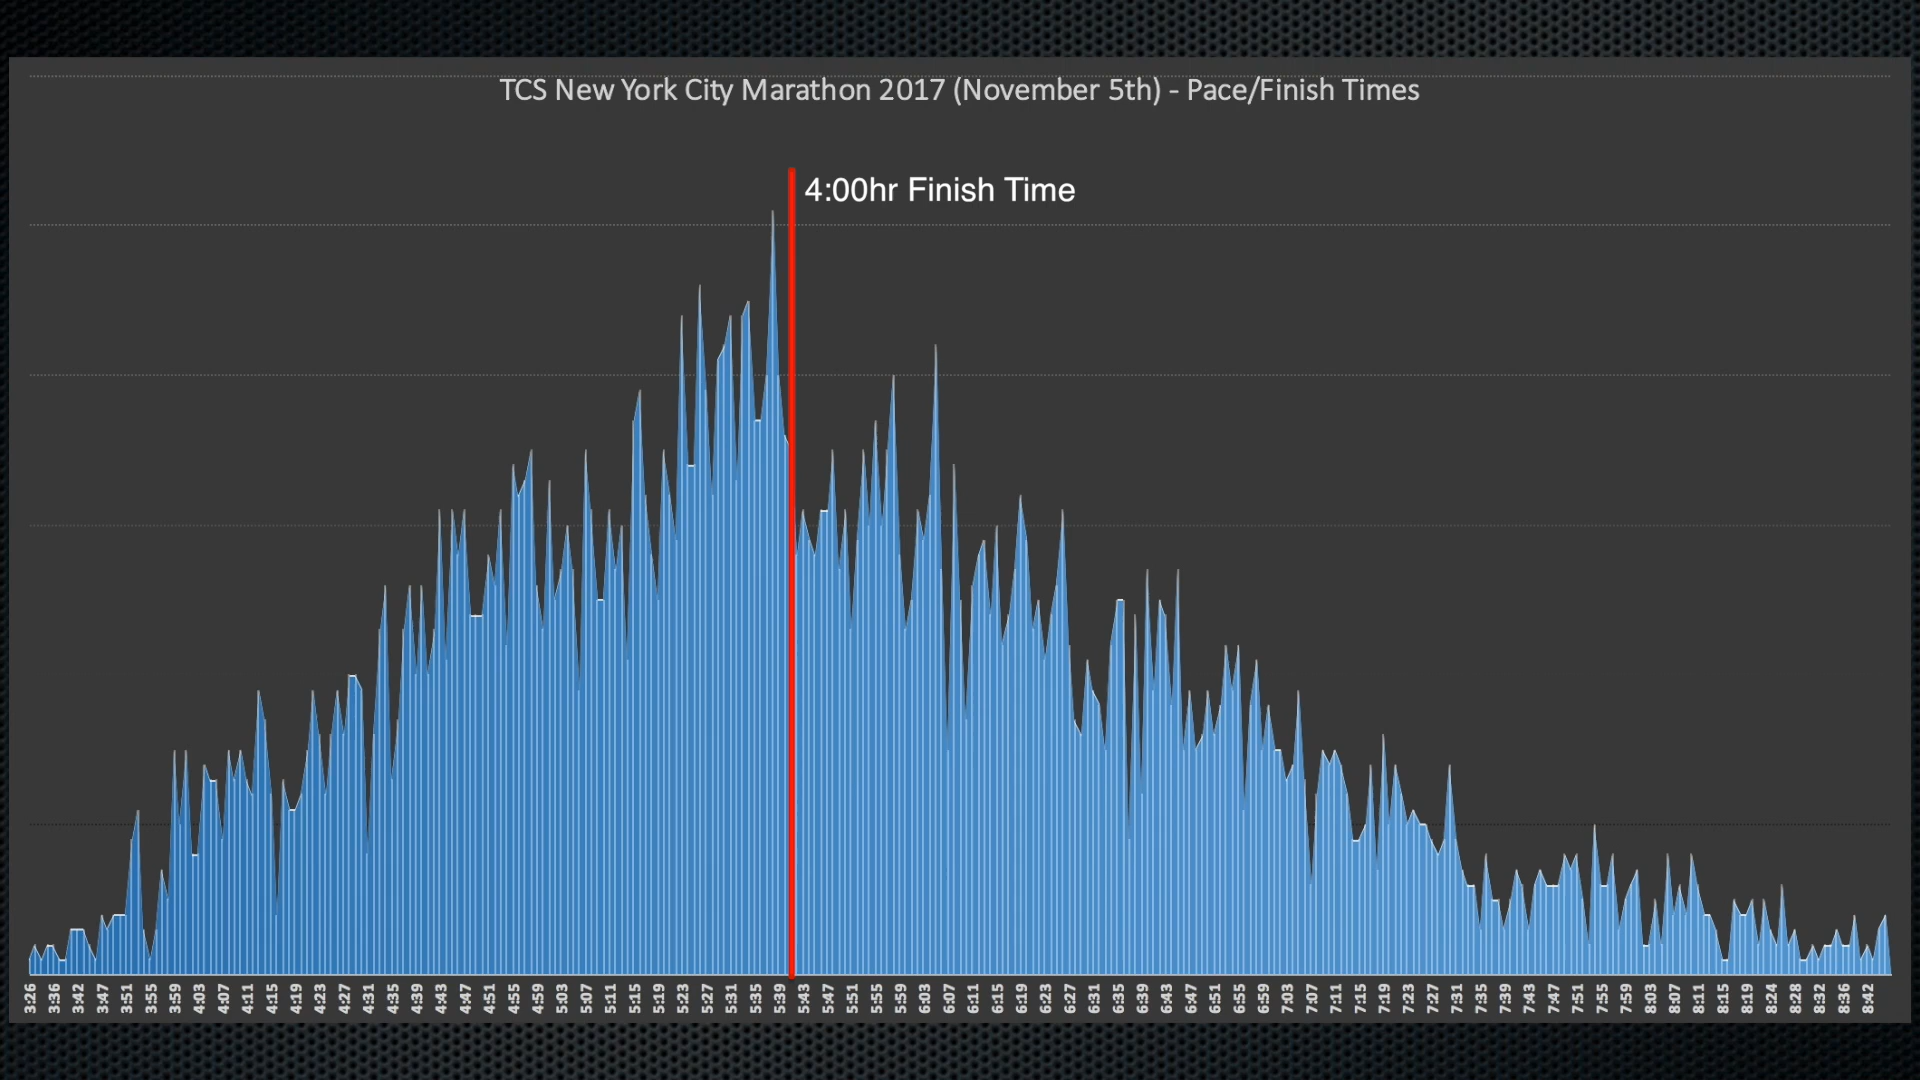 TCS New York City Marathon 2017 (November 5th) - Pace/Finish Times
4:00hr Finish Time
3:26 3:36 3:42 3:47 3:51 3:55 3:59 4:03 4:07 4:11 4:15 4:19 4:23 4:27 4:31 4:35 4:39 4:43 4:47 4:51 4:55 4:59 5:03 5:07 5:11 5:15 5:19 5:23 5:27 5:31 5:35 5:39 5:43 5:47 5:51 5:55 5:59 6:03 6:07 6:11 6:15 6:19 6:23 6:27 6:31 6:35 6:39 6:43 6:47 6:51 6:55 6:59 7:03 7:07 7:11 7:15 7:19 7:23 7:27 7:31 7:35 7:39 7:43 7:47 7:51 7:55 7:59 8:03 8:07 8:11 8:15 8:19 8:24 8:28 8:32 8:36 8:42